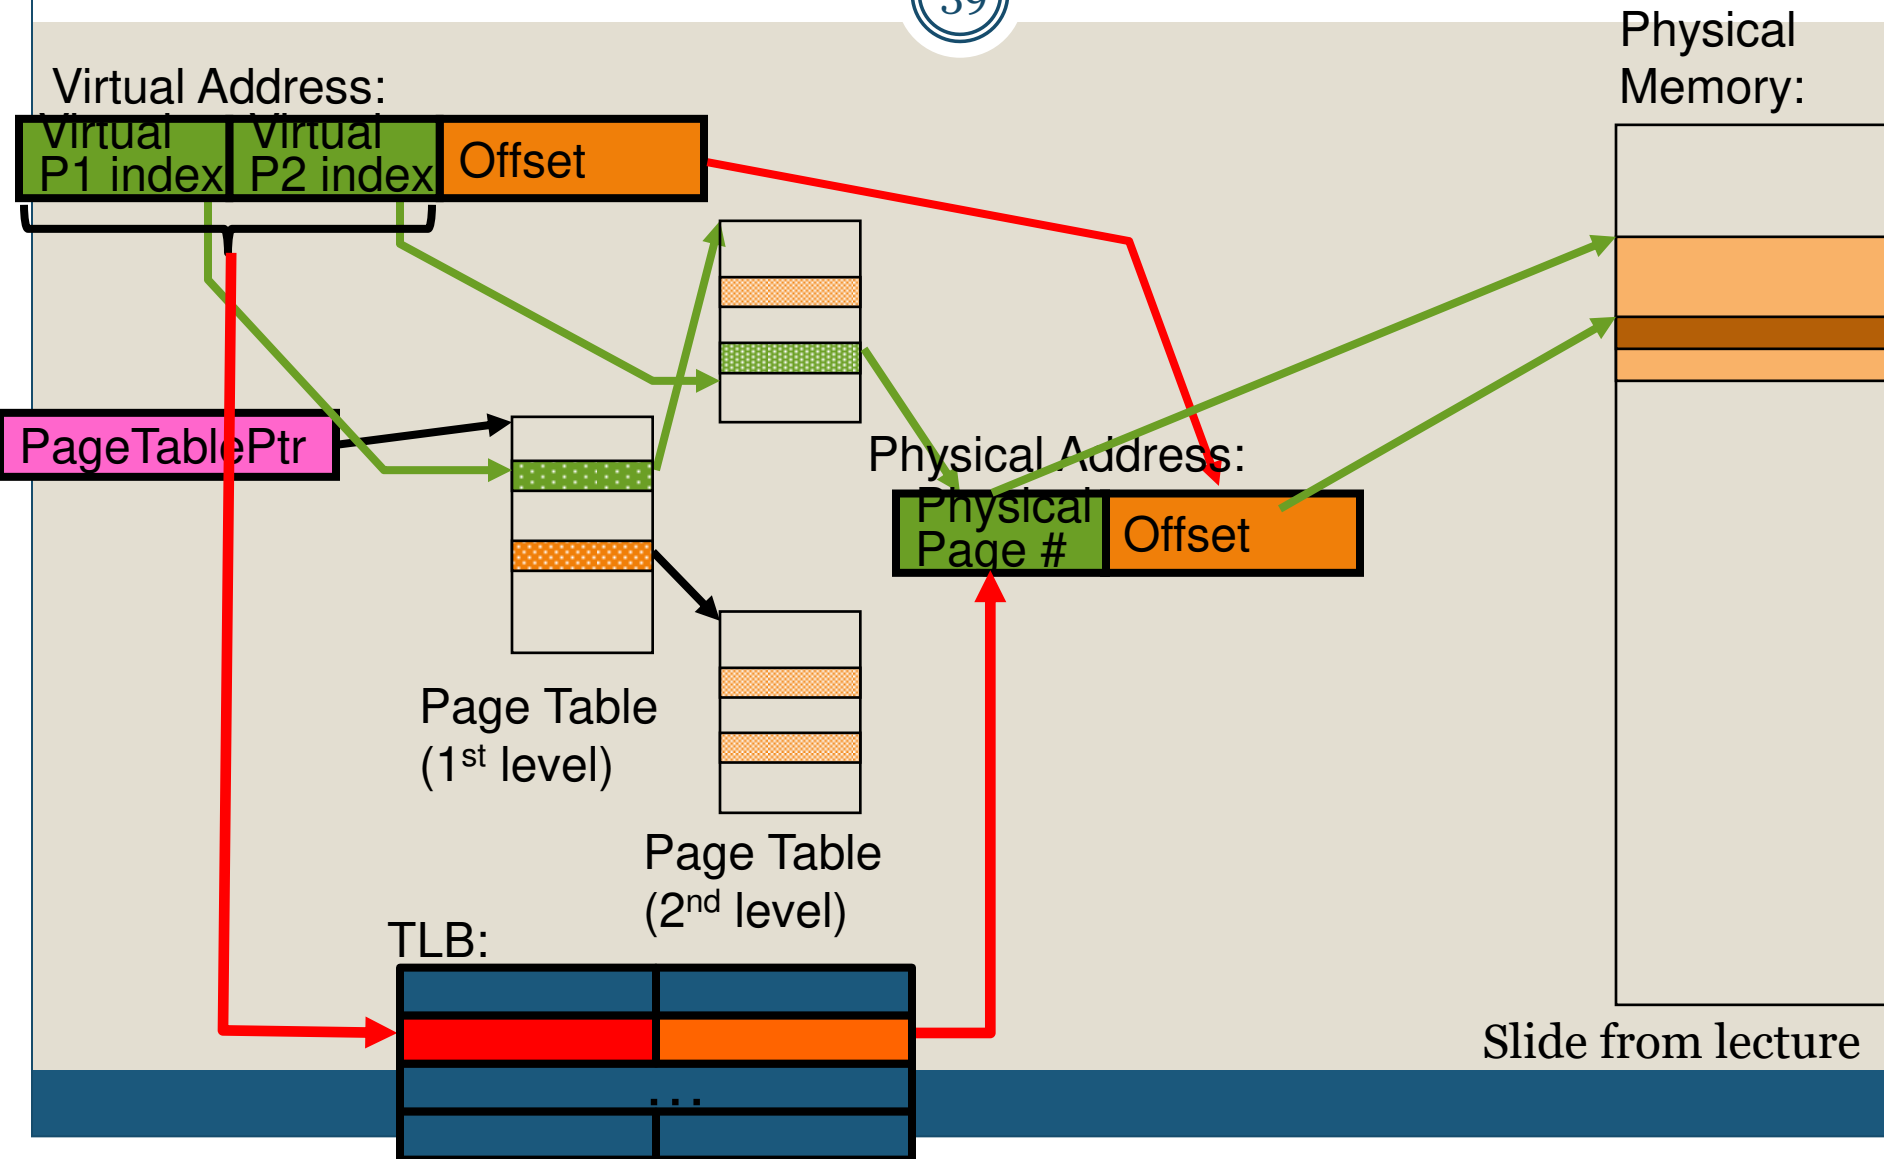 39
Physical
Memory:
Virtual Address:
Virtual
P1 index
Virtual
P2 index
Offset
PageTablePtr
Physical Address:
Physical
Page #
Offset
Page Table
(1st level)
Page Table
(2nd level)
TLB:
...
Slide from lecture